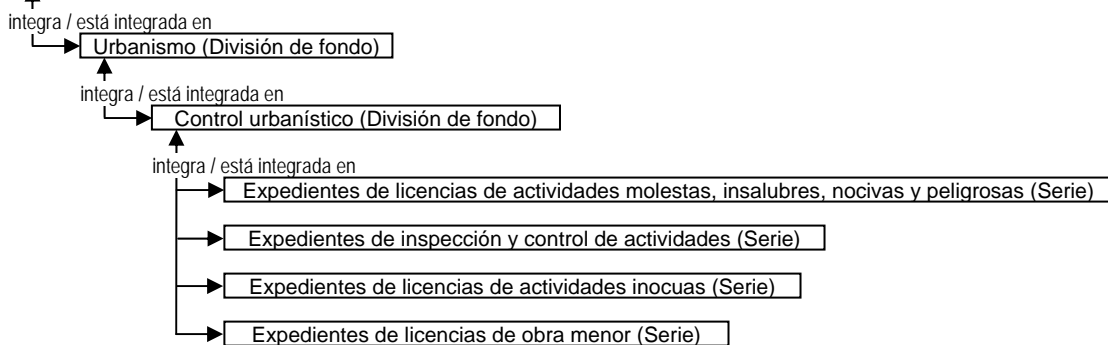 integra / está integrada en
Urbanismo (División de fondo)
integra / está integrada en
Control urbanístico (División de fondo)
integra / está integrada en
Expedientes de licencias de actividades molestas, insalubres, nocivas y peligrosas (Serie)
Expedientes de inspección y control de actividades (Serie)
Expedientes de licencias de actividades inocuas (Serie)
Expedientes de licencias de obra menor (Serie)